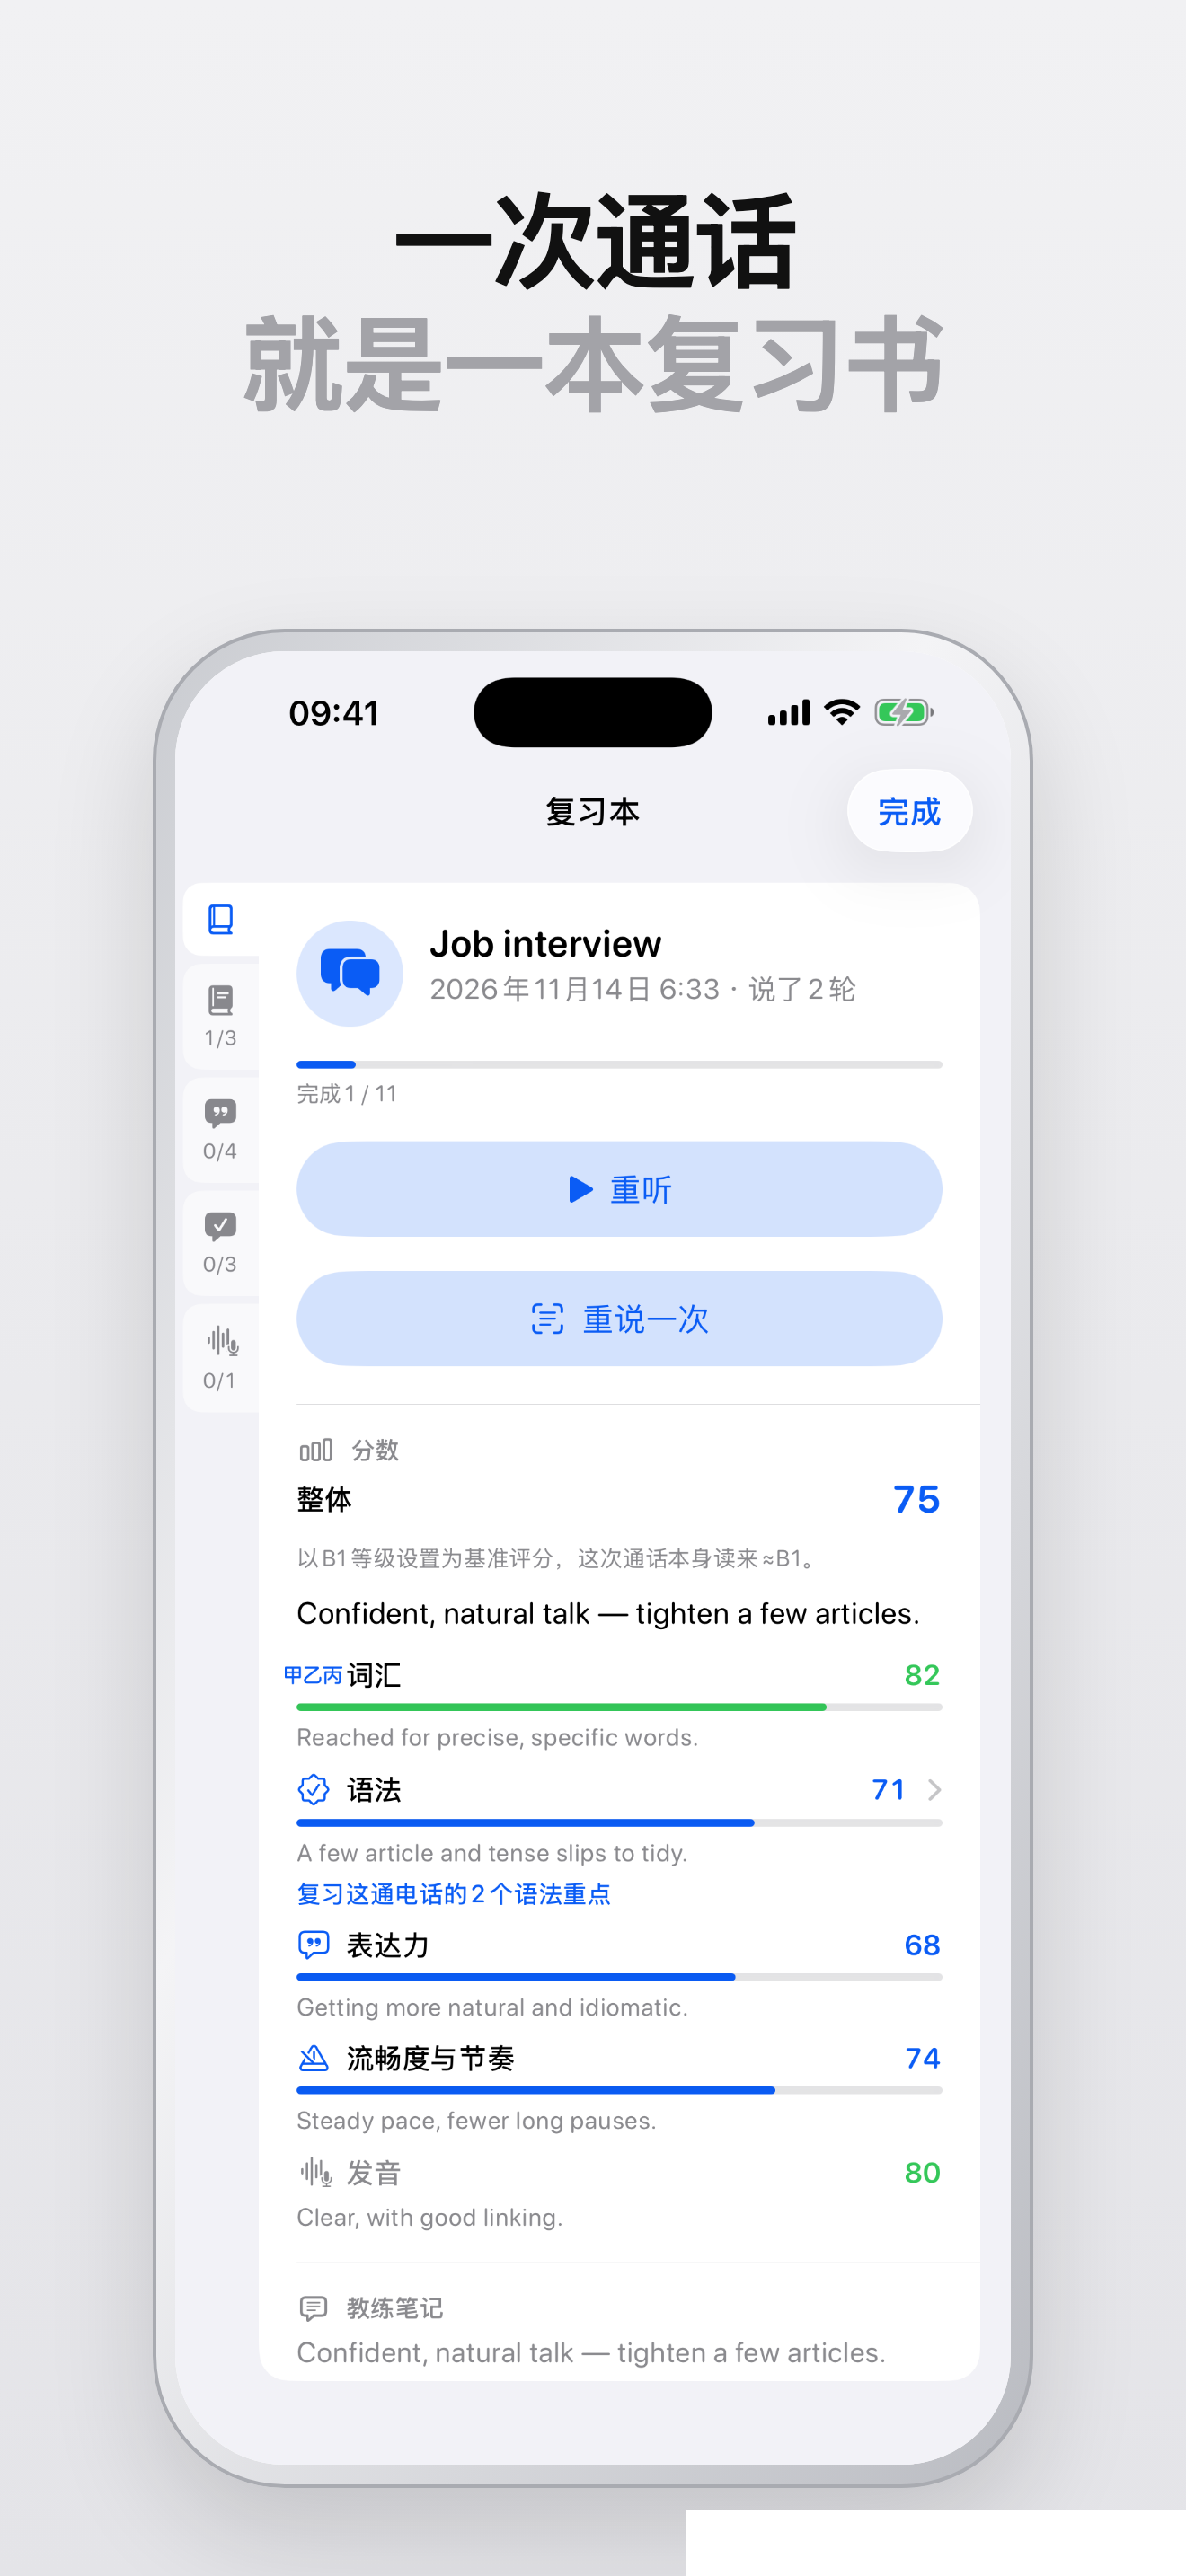 一次通话
就是一本复习书
09:41
复习本
完成
Job interview
2026年11月14日 6:33 · 说了2轮
1/3
完成1 / 11
0/4
重听
0/3
重说一次
0/1
分数
整体
75
以B1等级设置为基准评分，这次通话本身读来≈B1。
Confident, natural talk — tighten a few articles.
甲乙丙 词汇
82
Reached for precise, specific words.
语法
71
A few article and tense slips to tidy.
复习这通电话的2个语法重点
表达力
68
Getting more natural and idiomatic.
流畅度与节奏
74
Steady pace, fewer long pauses.
发音
80
Clear, with good linking.
教练笔记
Confident, natural talk — tighten a few articles.